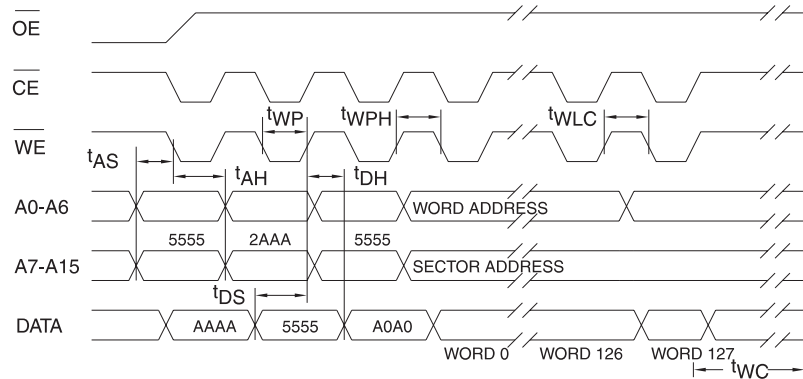 OE
CE
tWP tWPH tWLC
WE
tAS
tAH tDH
A0-A6 WORD ADDRESS
5555 2AAA 5555
A7-A15 SECTOR ADDRESS
tDS
DATA AAAA 5555 A0A0
WORD 0 WORD 126 WORD 127
tWC